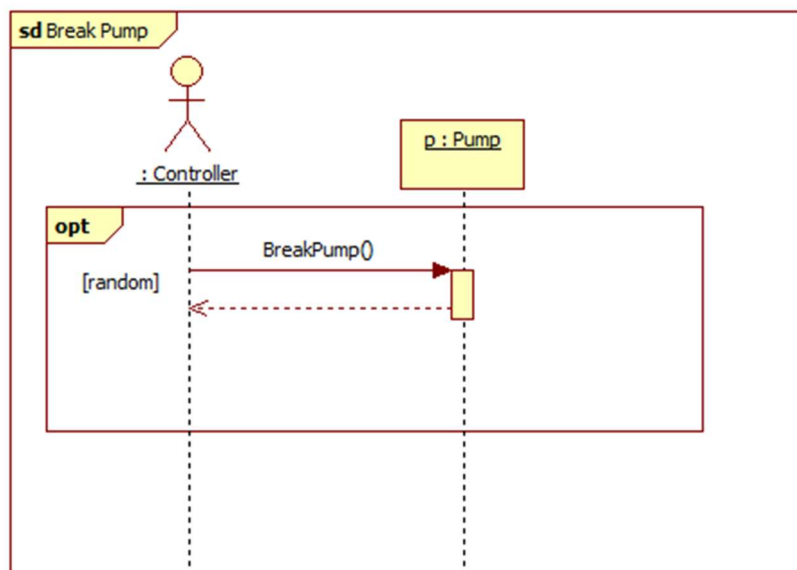 sd Break Pump
: Controller
p : Pump
opt
BreakPump()
[random]